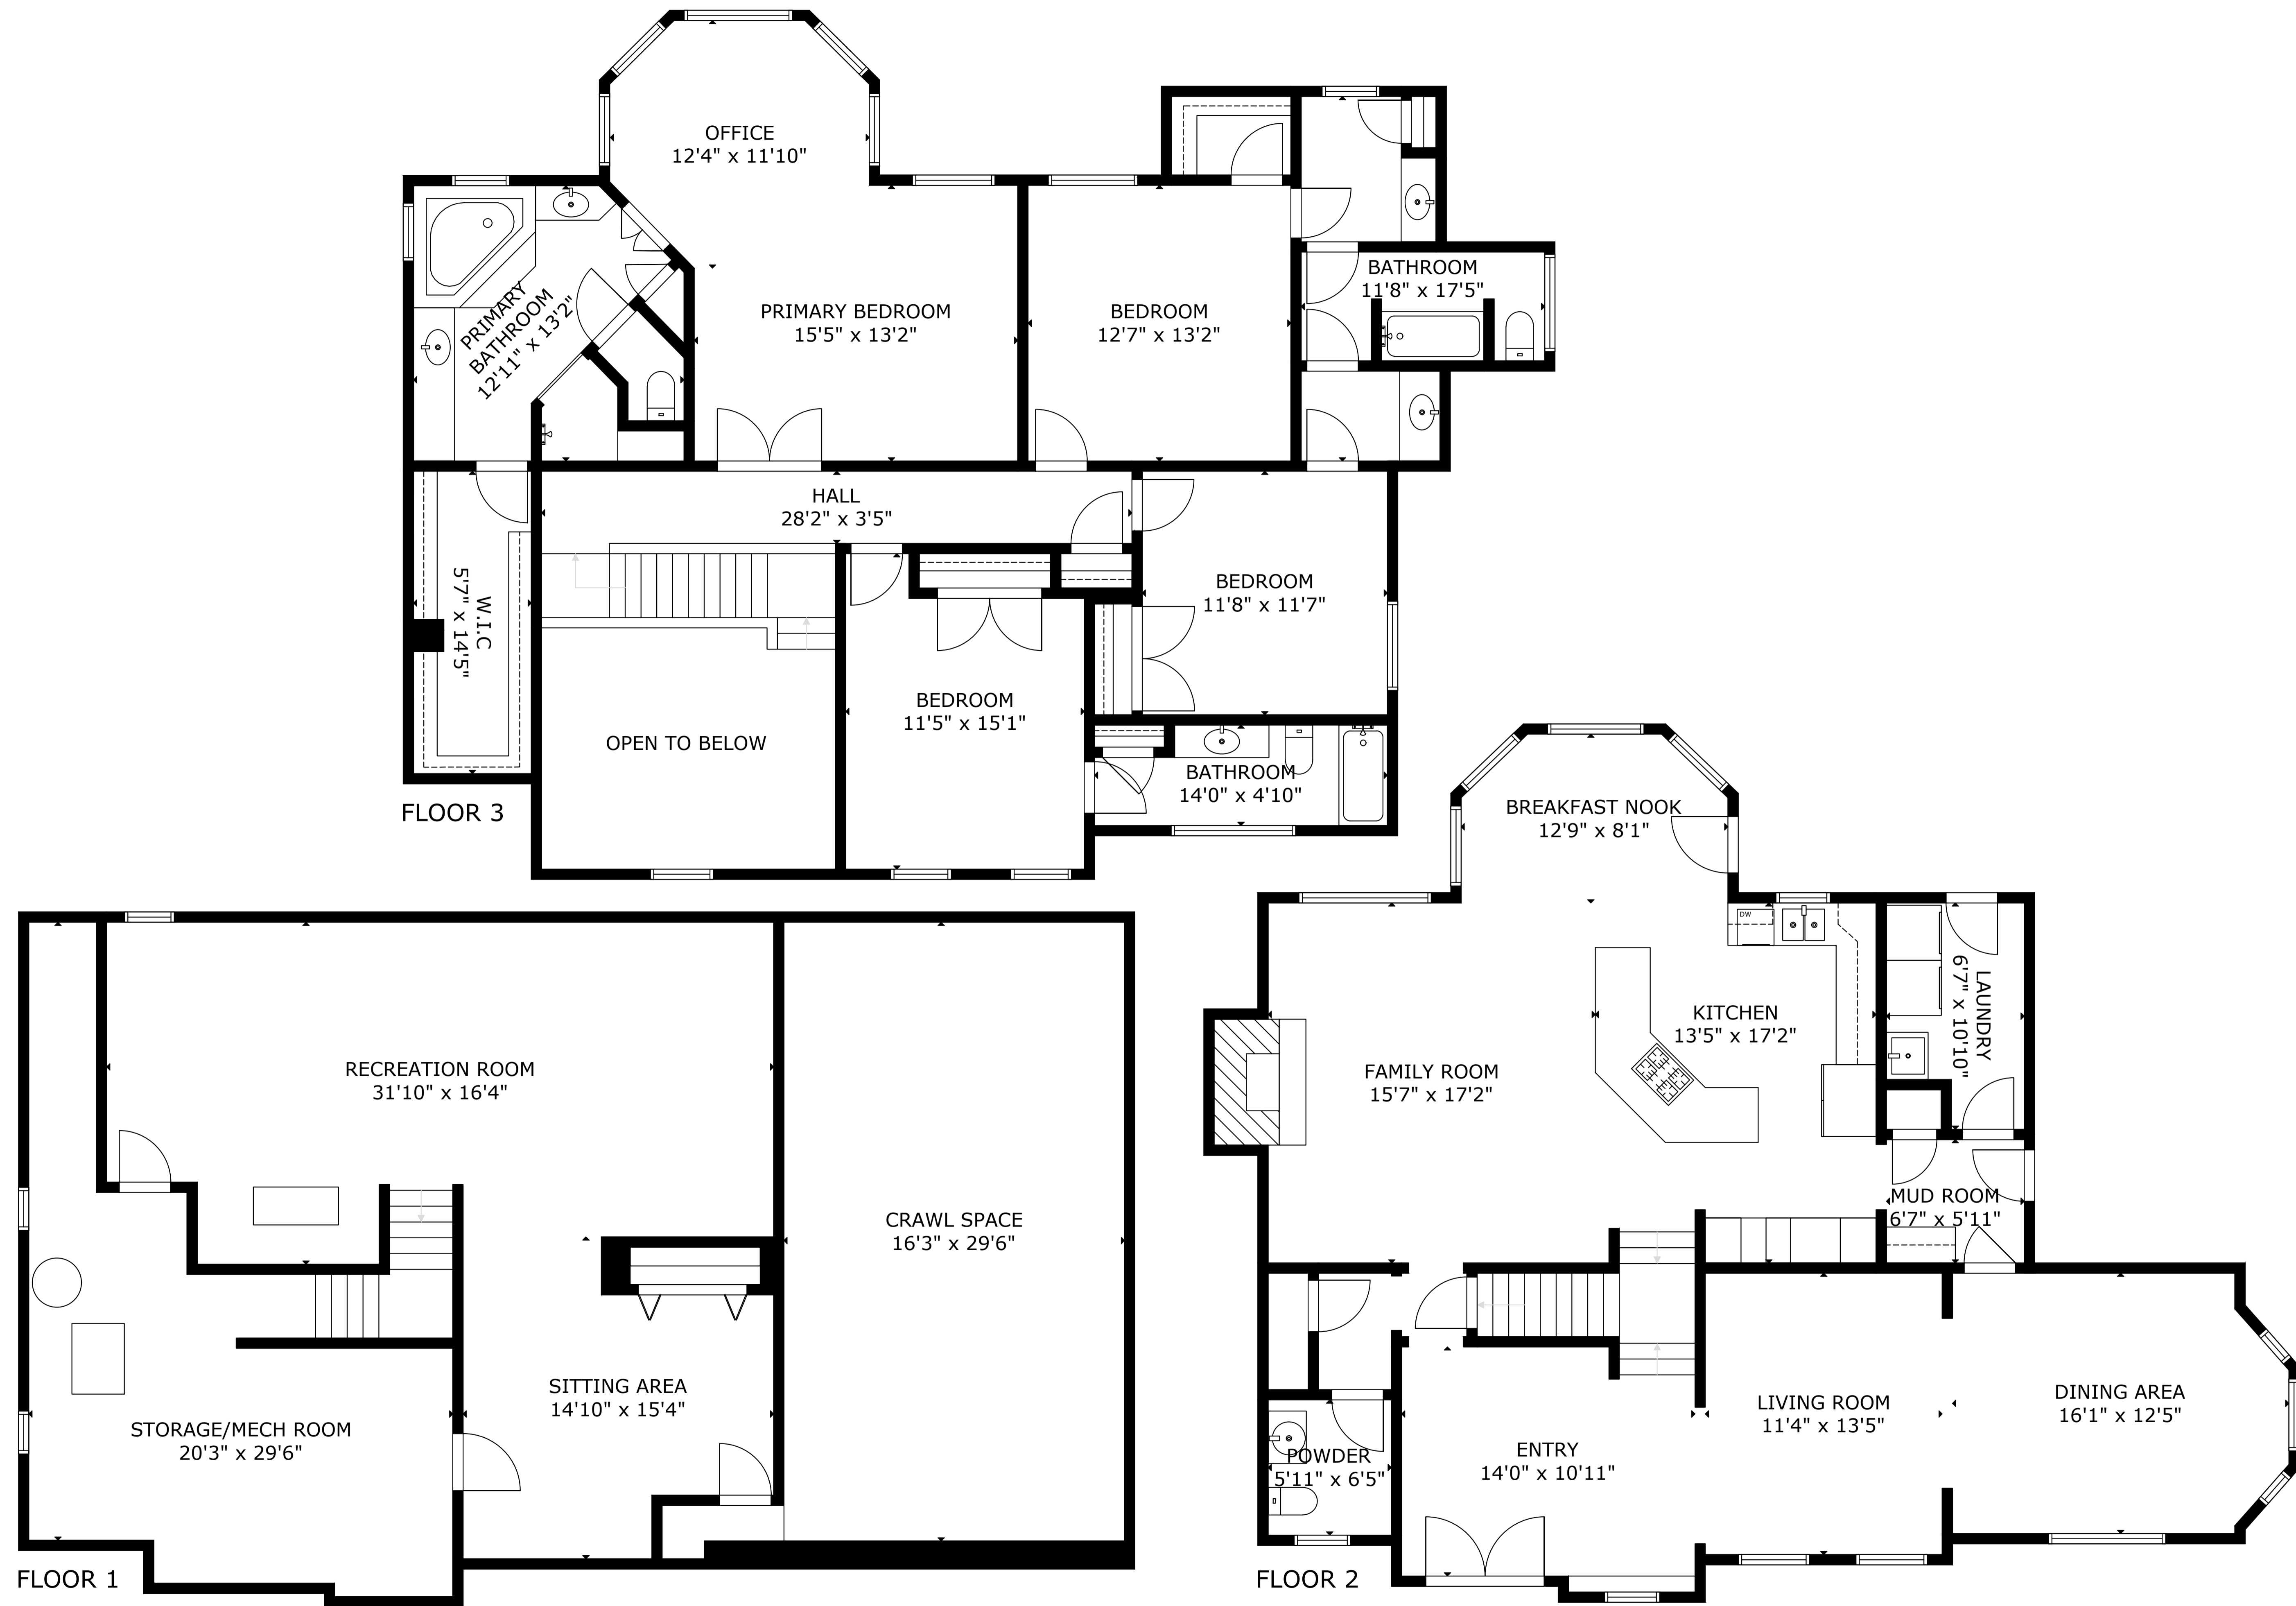 OFFICE
12'4" x 11'10"
PRIMARY
BATHROOM
12'11" x 13'2"
PRIMARY BEDROOM
15'5" x 13'2"
BEDROOM
12'7" x 13'2"
BATHROOM
11'8" x 17'5"
HALL
28'2" x 3'5"
W.I.C
5'7" x 14'5"
BEDROOM
11'8" x 11'7"
BEDROOM
11'5" x 15'1"
OPEN TO BELOW
BATHROOM
14'0" x 4'10"
FLOOR 3
RECREATION ROOM
31'10" x 16'4"
CRAWL SPACE
16'3" x 29'6"
SITTING AREA
14'10" x 15'4"
STORAGE/MECH ROOM
20'3" x 29'6"
FLOOR 1
BREAKFAST NOOK
12'9" x 8'1"
DW
KITCHEN
13'5" x 17'2"
LAUNDRY
6'7" x 10'10"
FAMILY ROOM
15'7" x 17'2"
MUD ROOM
6'7" x 5'11"
LIVING ROOM
11'4" x 13'5"
DINING AREA
16'1" x 12'5"
POWDER
5'11" x 6'5"
ENTRY
14'0" x 10'11"
FLOOR 2